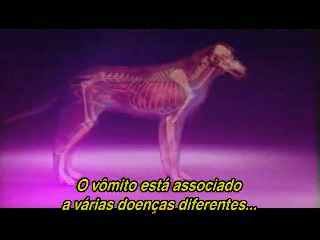 O vômito está associado
a várias doenças diferentes...